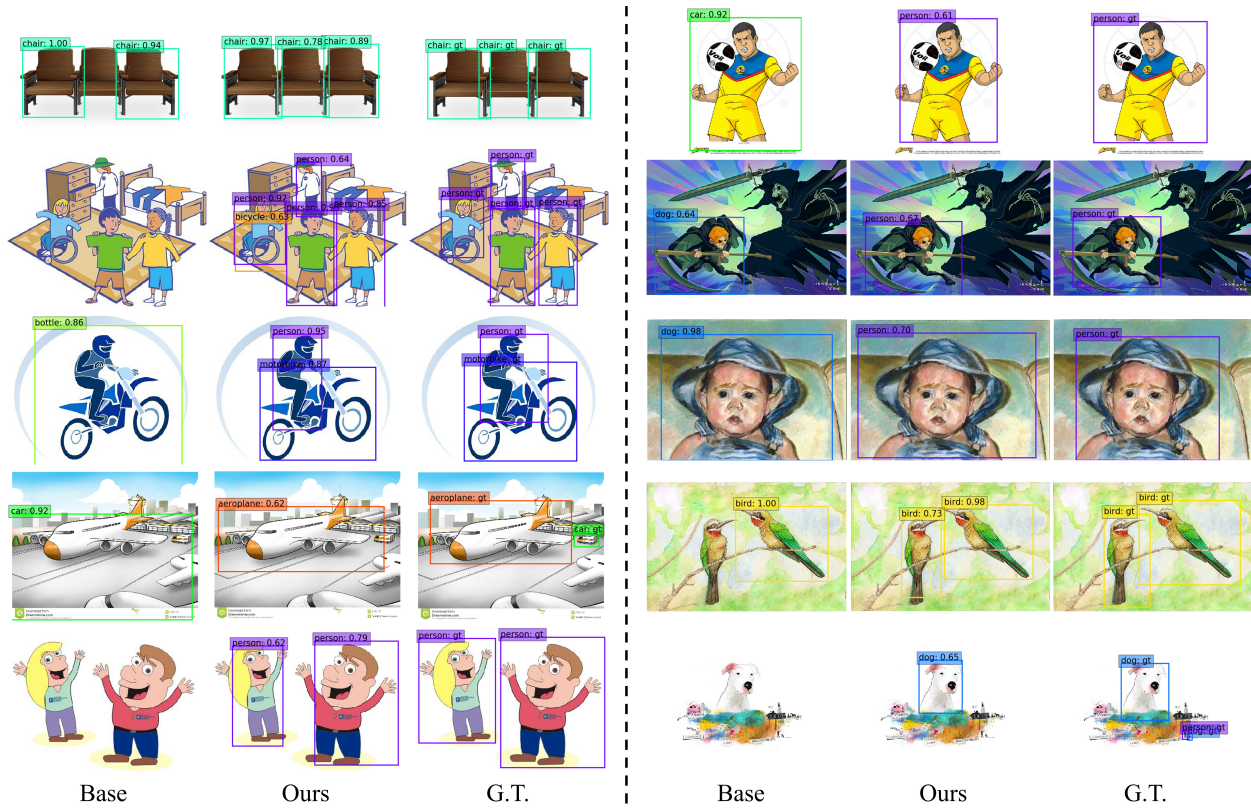 chair: 1.00
chair: 0.94
chair: 0.97
chair: 0.78
chair: 0.89
chair: gt
chair: gt
chair: gt
person: 0.64
person: 0.97
person: 0.85
bicycle: 0.63
person: gt
person: gt
person: gt
person: gt
bottle: 0.86
person: 0.95
motorbike: 0.87
person: gt
motorbike: gt
car: 0.92
aeroplane: 0.62
aeroplane: gt
car: gt
person: 0.62
person: 0.79
person: gt
person: gt
Base
Ours
G.T.
car: 0.92
person: 0.61
person: gt
dog: 0.64
person: 0.67
person: gt
dog: 0.98
person: 0.70
person: gt
bird: 1.00
bird: 0.73
bird: 0.98
bird: gt
bird: gt
dog: 0.65
dog: gt
person: gt
Base
Ours
G.T.